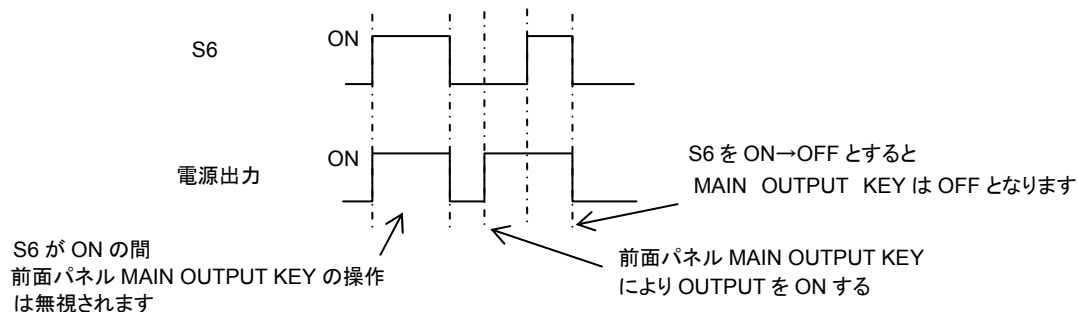 S6
ON
電源出力
ON
S6 を ON→OFF とすると
MAIN OUTPUT KEY は OFF となります
S6 が ON の間
前面パネル MAIN OUTPUT KEY の操作
は無視されます
前面パネル MAIN OUTPUT KEY
により OUTPUT を ON する